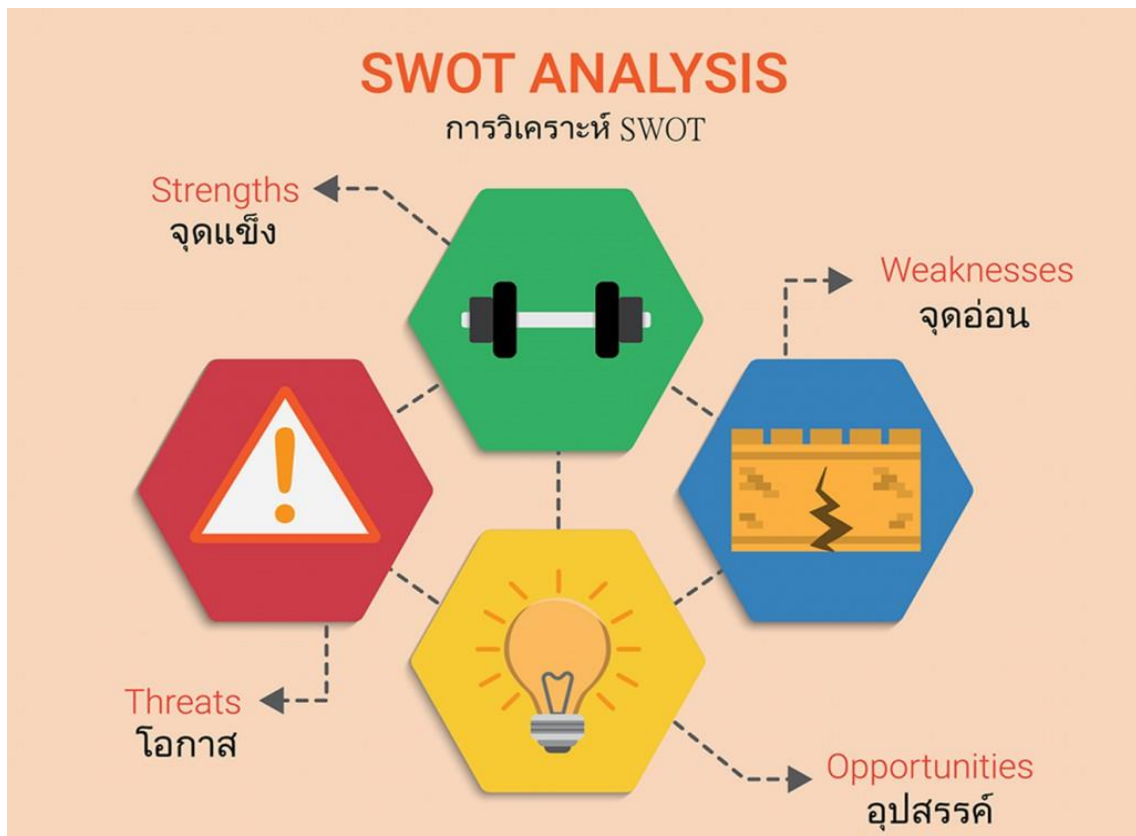 SWOT ANALYSIS
การวิเคราะห์ SWOT
Strengths
จุดแข็ง
Weaknesses
จุดอ่อน
Threats
โอกาส
Opportunities
อุปสรรค์